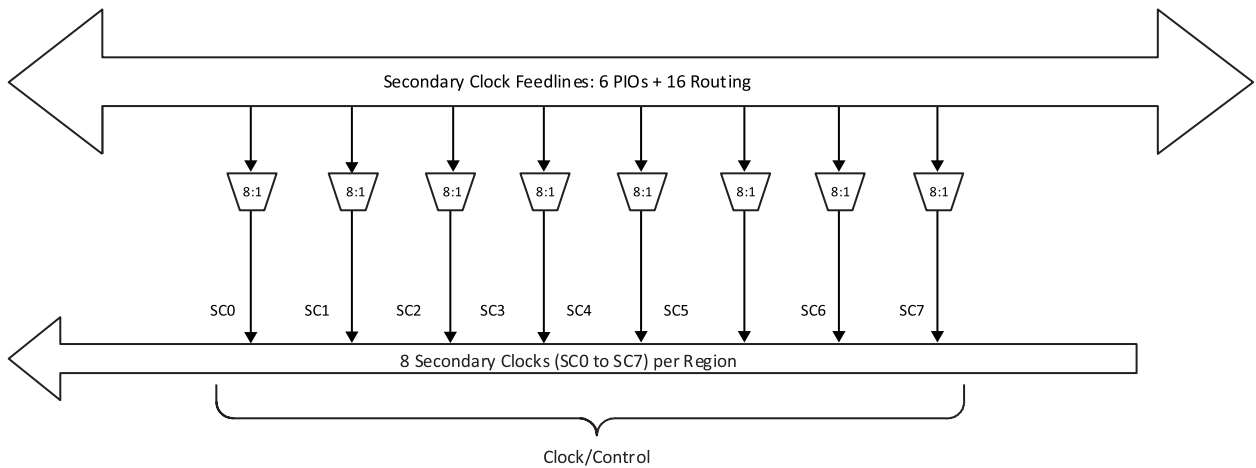 Secondary Clock Feedlines: 6 PIOs + 16 Routing
8:1 8:1 8:1 8:1 8:1 8:1 8:1 8:1
SC0 SC1 SC2 SC3 SC4 SC5 SC6 SC7
8 Secondary Clocks (SC0 to SC7) per Region
Clock/Control